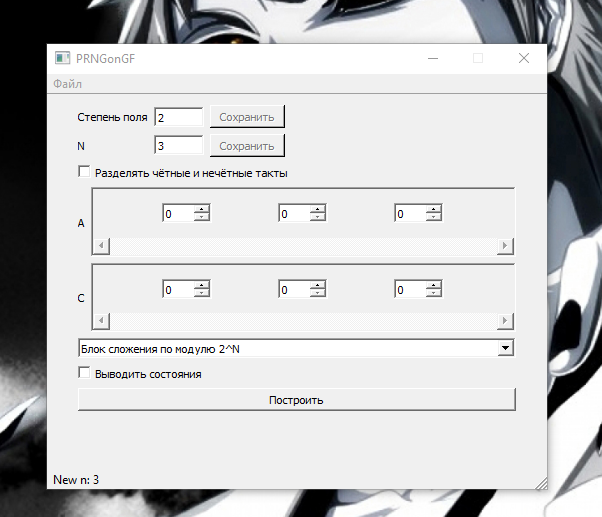 PRNGonGF
Файл
Степень поля 2 Сохранить
N 3 Сохранить
Разделять чётные и нечётные такты
A 0 0 0
C 0 0 0
Блок сложения по модулю 2^N
Выводить состояния
Построить
New n: 3